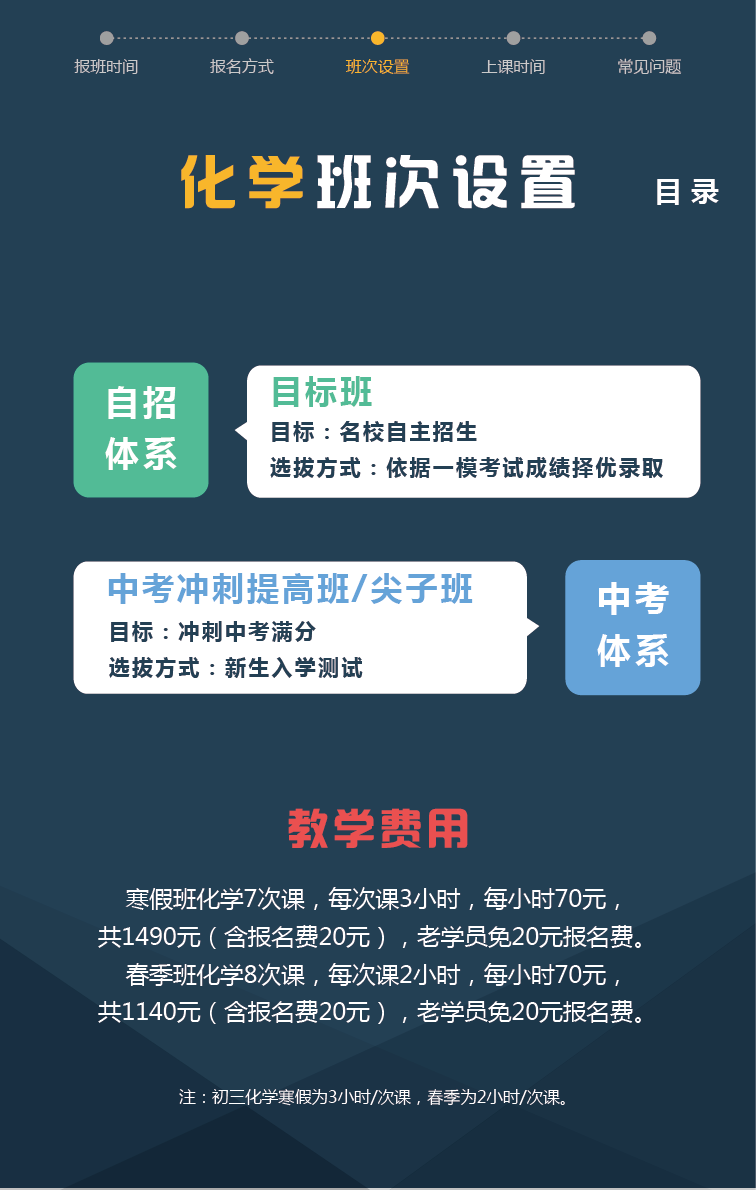 报班时间
报名方式
班次设置
上课时间
常见问题
化学班次设置
目录
自招
体系
目标班
目标：名校自主招生
选拔方式：依据一模考试成绩择优录取
中考冲刺提高班/尖子班
目标：冲刺中考满分
选拔方式：新生入学测试
中考
体系
教学费用
寒假班化学7次课，每次课3小时，每小时70元，
共1490元（含报名费20元），老学员免20元报名费。
春季班化学8次课，每次课2小时，每小时70元，
共1140元（含报名费20元），老学员免20元报名费。
注：初三化学寒假为3小时/次课，春季为2小时/次课。